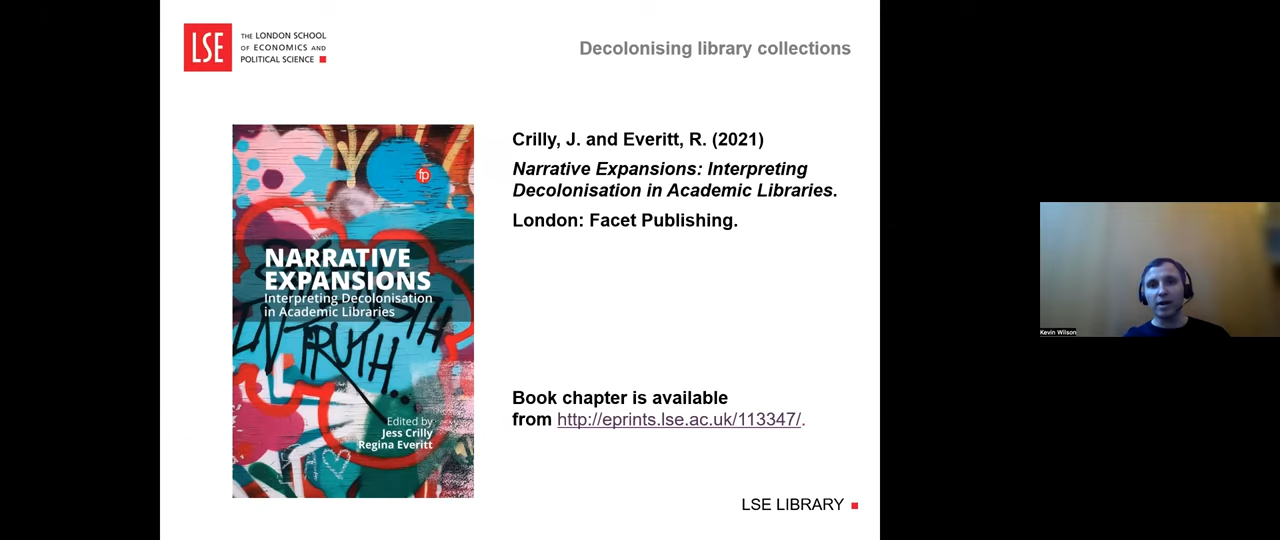 LSE
THE LONDON SCHOOL
OF ECONOMICS AND
POLITICAL SCIENCE
Decolonising library collections
fp
NARRATIVE
EXPANSIONS
Interpreting Decolonisation
in Academic Libraries
IN TRUTH...
Edited by
Jess Crilly
Regina Everitt
Crilly, J. and Everitt, R. (2021)
Narrative Expansions: Interpreting
Decolonisation in Academic Libraries.
London: Facet Publishing.
Book chapter is available
from http://eprints.lse.ac.uk/113347/.
LSE LIBRARY
Kevin Wilson